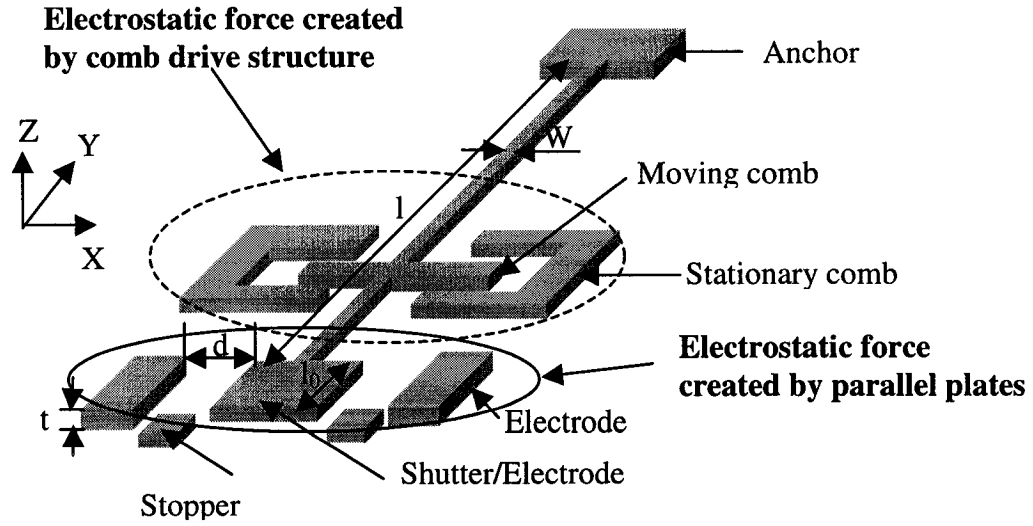 Electrostatic force created
by comb drive structure
Anchor
Z
Y
W
Moving comb
l
X
Stationary comb
d
Electrostatic force
created by parallel plates
l0
t
Electrode
Shutter/Electrode
Stopper